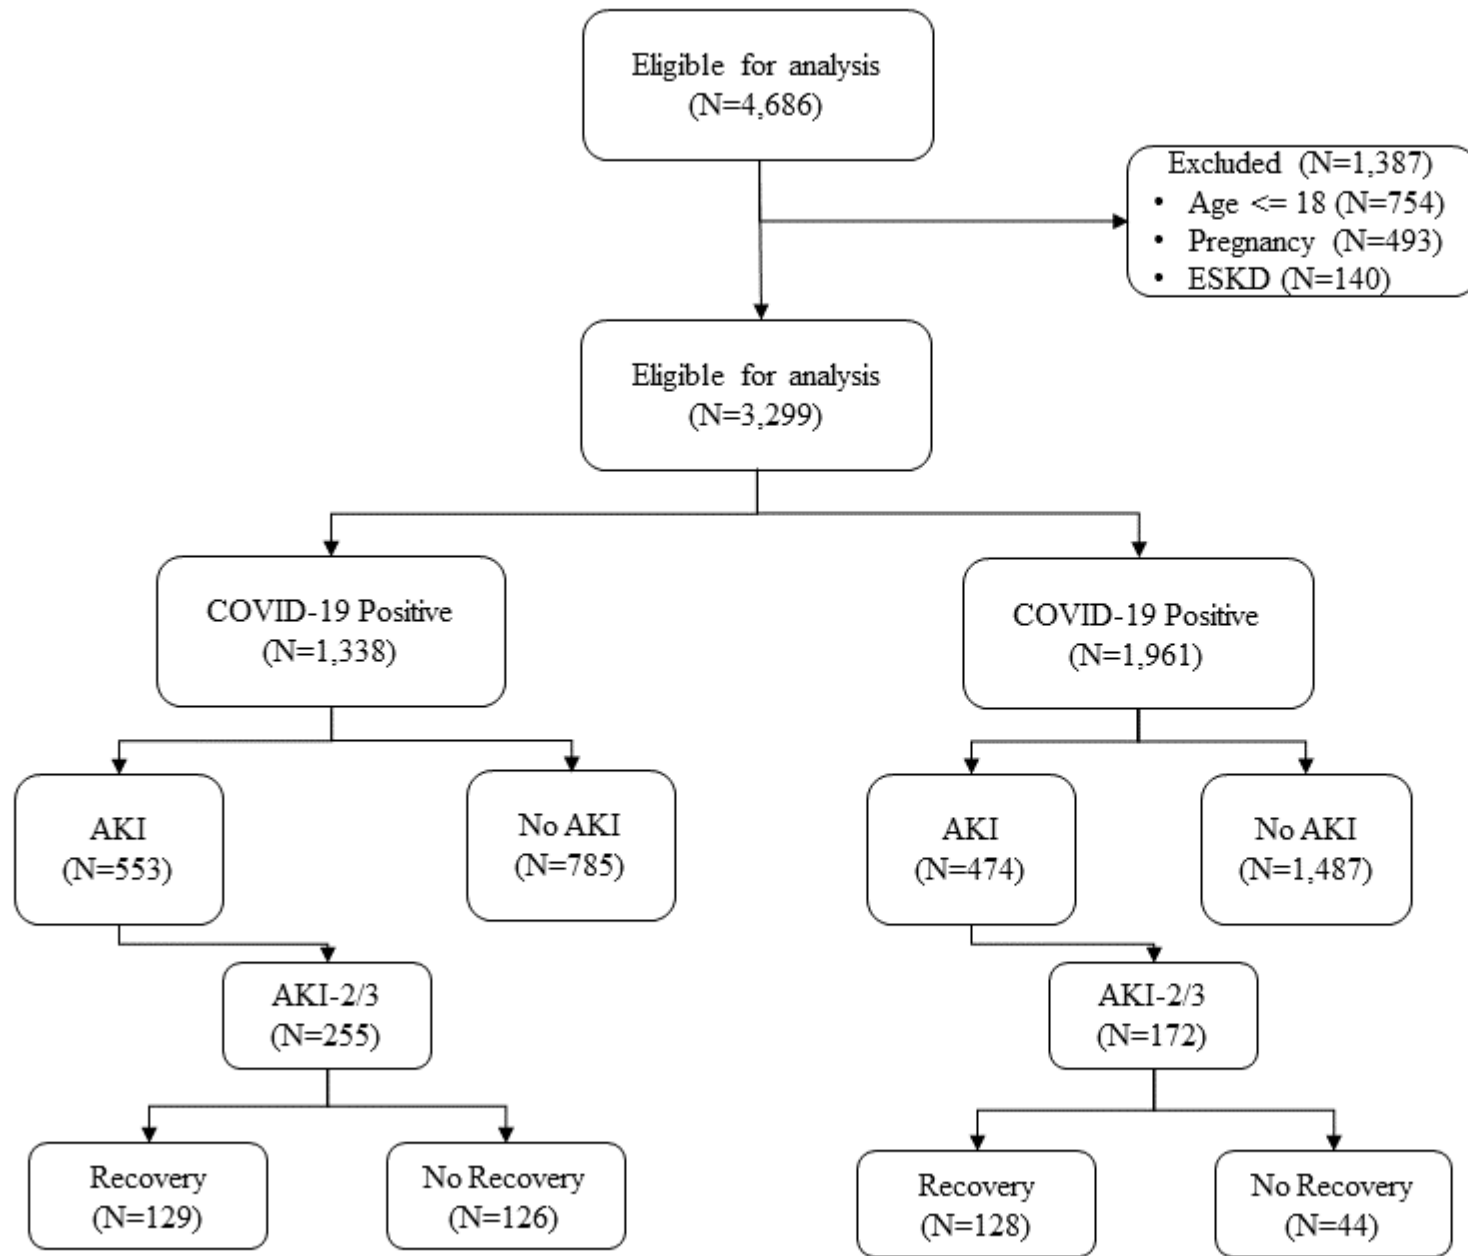 Eligible for analysis
(N=4,686)
Excluded (N=1,387)
• Age <= 18 (N=754)
• Pregnancy (N=493)
• ESKD (N=140)
Eligible for analysis
(N=3,299)
COVID-19 Positive
(N=1,338)
COVID-19 Positive
(N=1,961)
AKI
(N=553)
No AKI
(N=785)
AKI
(N=474)
No AKI
(N=1,487)
AKI-2/3
(N=255)
AKI-2/3
(N=172)
Recovery
(N=129)
No Recovery
(N=126)
Recovery
(N=128)
No Recovery
(N=44)